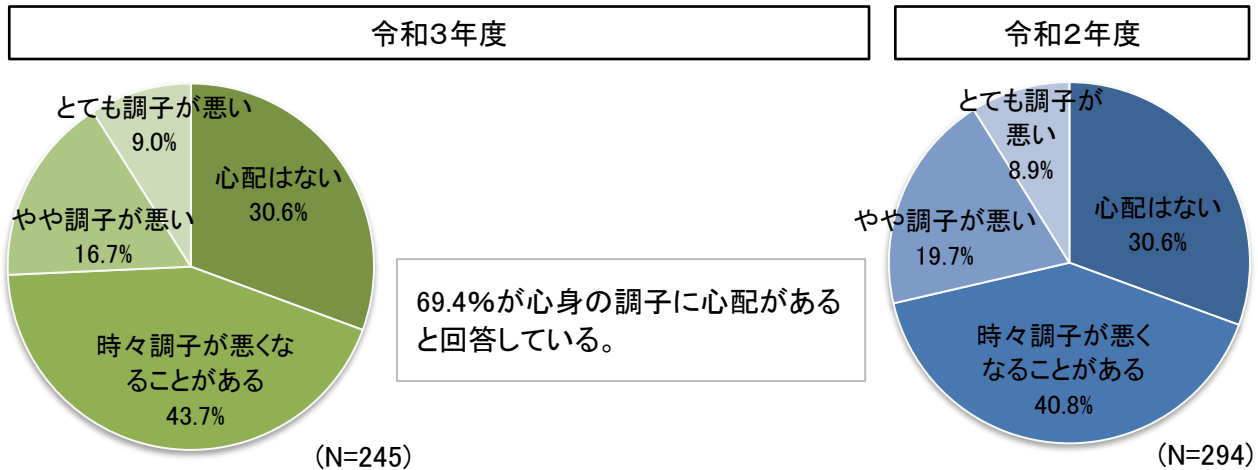 令和３年度
とても調子が悪い
9.0%
心配はない
30.6%
やや調子が悪い
16.7%
時々調子が悪くな
ることがある
43.7%
(N=245)
69.4%が心身の調子に心配がある
と回答している。
令和２年度
とても調子が
悪い
8.9%
心配はない
30.6%
やや調子が悪い
19.7%
時々調子が悪く
なることがある
40.8%
(N=294)